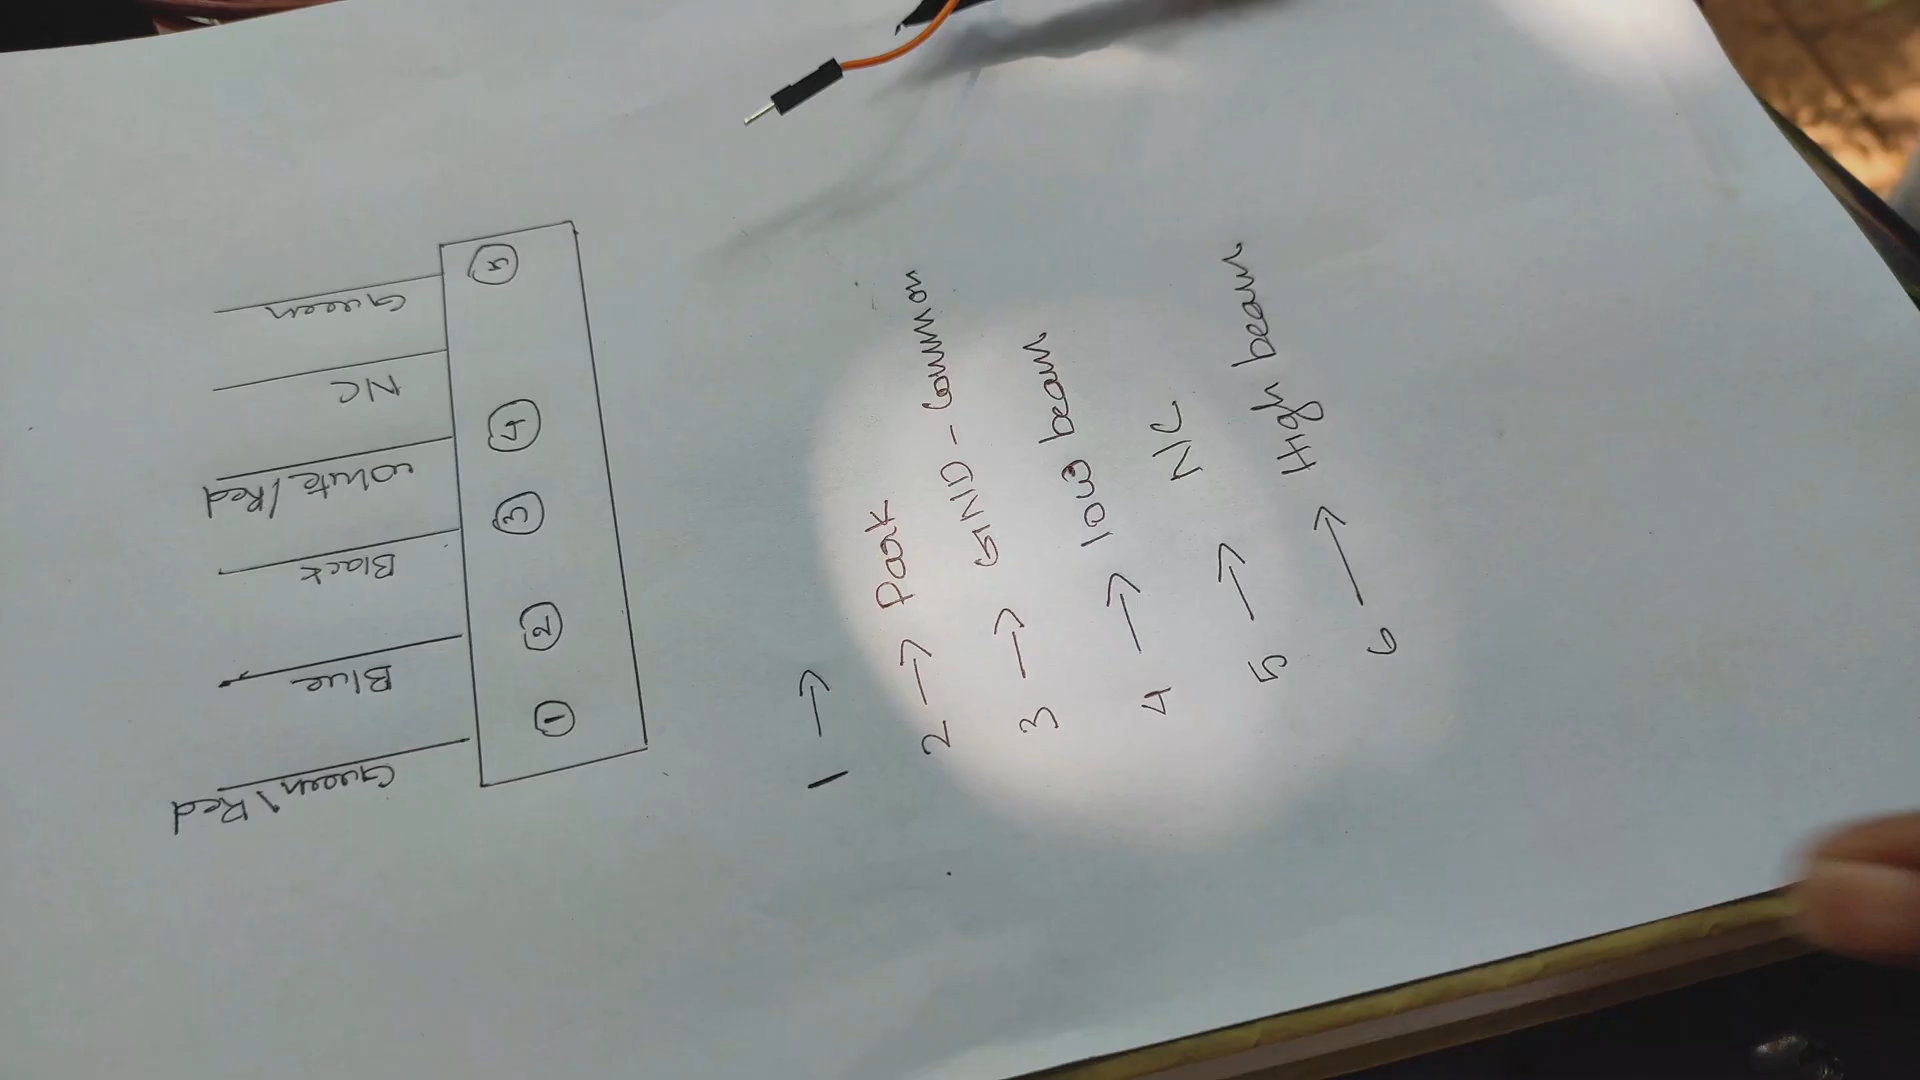 5
Green
NC
4
White/Red
3
Black
2
Blue
1
Green/Red
1 →
2 → Park
3 → GND - Common
4 → low beam
5 → NC
6 → High beam